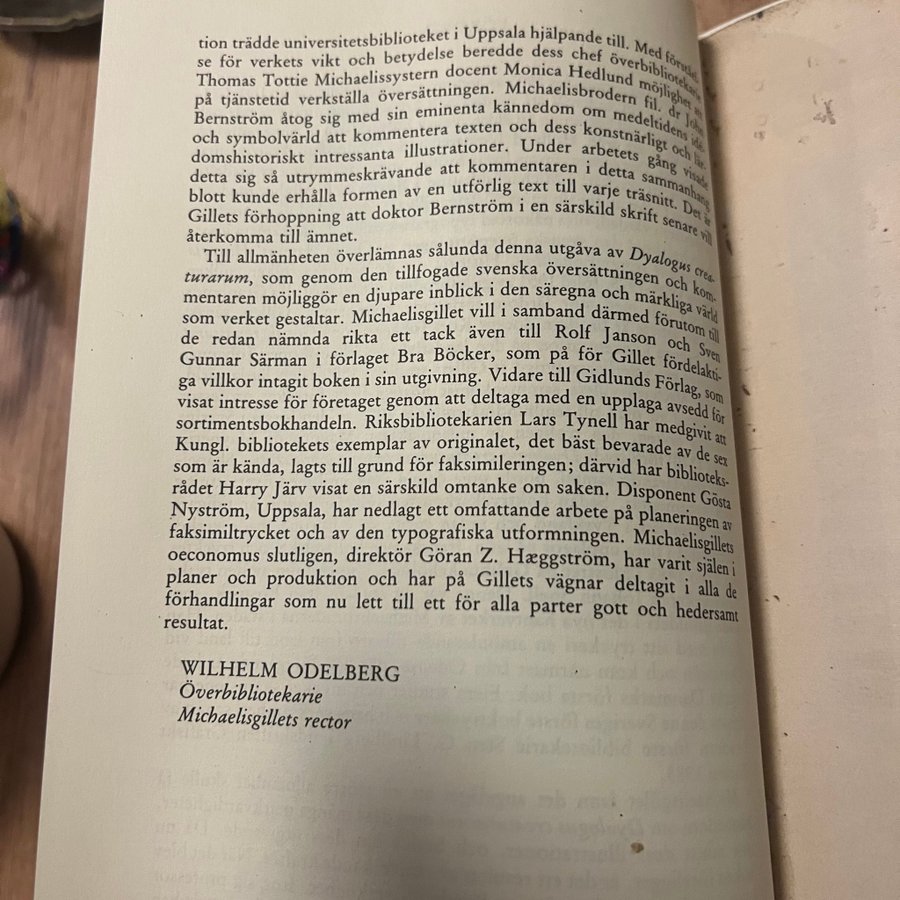 tion trädde universitetsbiblioteket i Uppsala hjälpande till. Med förståel-
se för verkets vikt och betydelse beredde dess chef överbibliotekarie
Thomas Tottie Michaelissystern docent Monica Hedlund möjlighet att
på tjänstetid verkställa översättningen. Michaelisbrodern fil. dr John
Bernström åtog sig med sin eminenta kännedom om medeltidens idé-
och symbolvärld att kommentera texten och dess konstnärligt och lär-
domshistoriskt intressanta illustrationer. Under arbetets gång visade
detta sig så utrymmeskrävande att kommentaren i detta sammanhang
blott kunde erhålla formen av en utförlig text till varje träsnitt. Det är
Gillets förhoppning att doktor Bernström i en särskild skrift senare vill
återkomma till ämnet.
Till allmänheten överlämnas sålunda denna utgåva av Dyalogus crea-
turarum, som genom den tillfogade svenska översättningen och kom-
mentaren möjliggör en djupare inblick i den säregna och märkliga värld
som verket gestaltar. Michaelisgillet vill i samband därmed förutom till
de redan nämnda rikta ett tack även till Rolf Janson och Sven
Gunnar Särman i förlaget Bra Böcker, som på för Gillet fördelakti-
ga villkor intagit boken i sin utgivning. Vidare till Gidlunds Förlag, som
visat intresse för företaget genom att deltaga med en upplaga avsedd för
sortimentsbokhandeln. Riksbibliotekarien Lars Tynell har medgivit att
Kungl. bibliotekets exemplar av originalet, det bäst bevarade av de sex
som är kända, lagts till grund för faksimileringen; därvid har biblioteks-
rådet Harry Järv visat en särskild omtanke om saken. Disponent Gösta
Nyström, Uppsala, har nedlagt ett omfattande arbete på planeringen av
faksimiltrycket och av den typografiska utformningen. Michaelisgillets
oeconomus slutligen, direktör Göran Z. Hæggström, har varit själen i
planer och produktion och har på Gillets vägnar deltagit i alla de
förhandlingar som nu lett till ett för alla parter gott och hedersamt
resultat.
WILHELM ODELBERG
Överbibliotekarie
Michaelisgillets rector